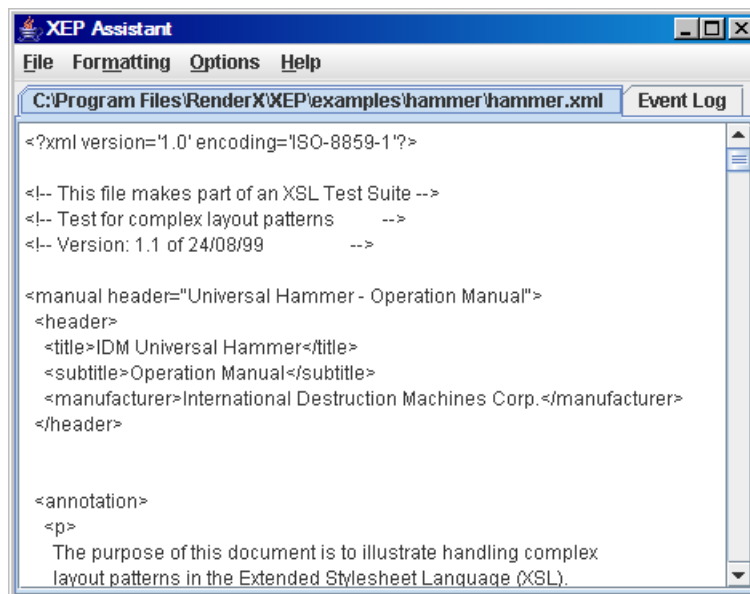 XEP Assistant
File Formatting Options Help
C:\Program Files\RenderX\XEP\examples\hammer\hammer.xml Event Log
<?xml version='1.0' encoding='ISO-8859-1'?>
<!-- This file makes part of an XSL Test Suite -->
<!-- Test for complex layout patterns -->
<!-- Version: 1.1 of 24/08/99 -->
<manual header="Universal Hammer - Operation Manual">
<header>
<title>IDM Universal Hammer</title>
<subtitle>Operation Manual</subtitle>
<manufacturer>International Destruction Machines Corp.</manufacturer>
</header>
<annotation>
<p>
The purpose of this document is to illustrate handling complex
layout patterns in the Extended Stylesheet Language (XSL).